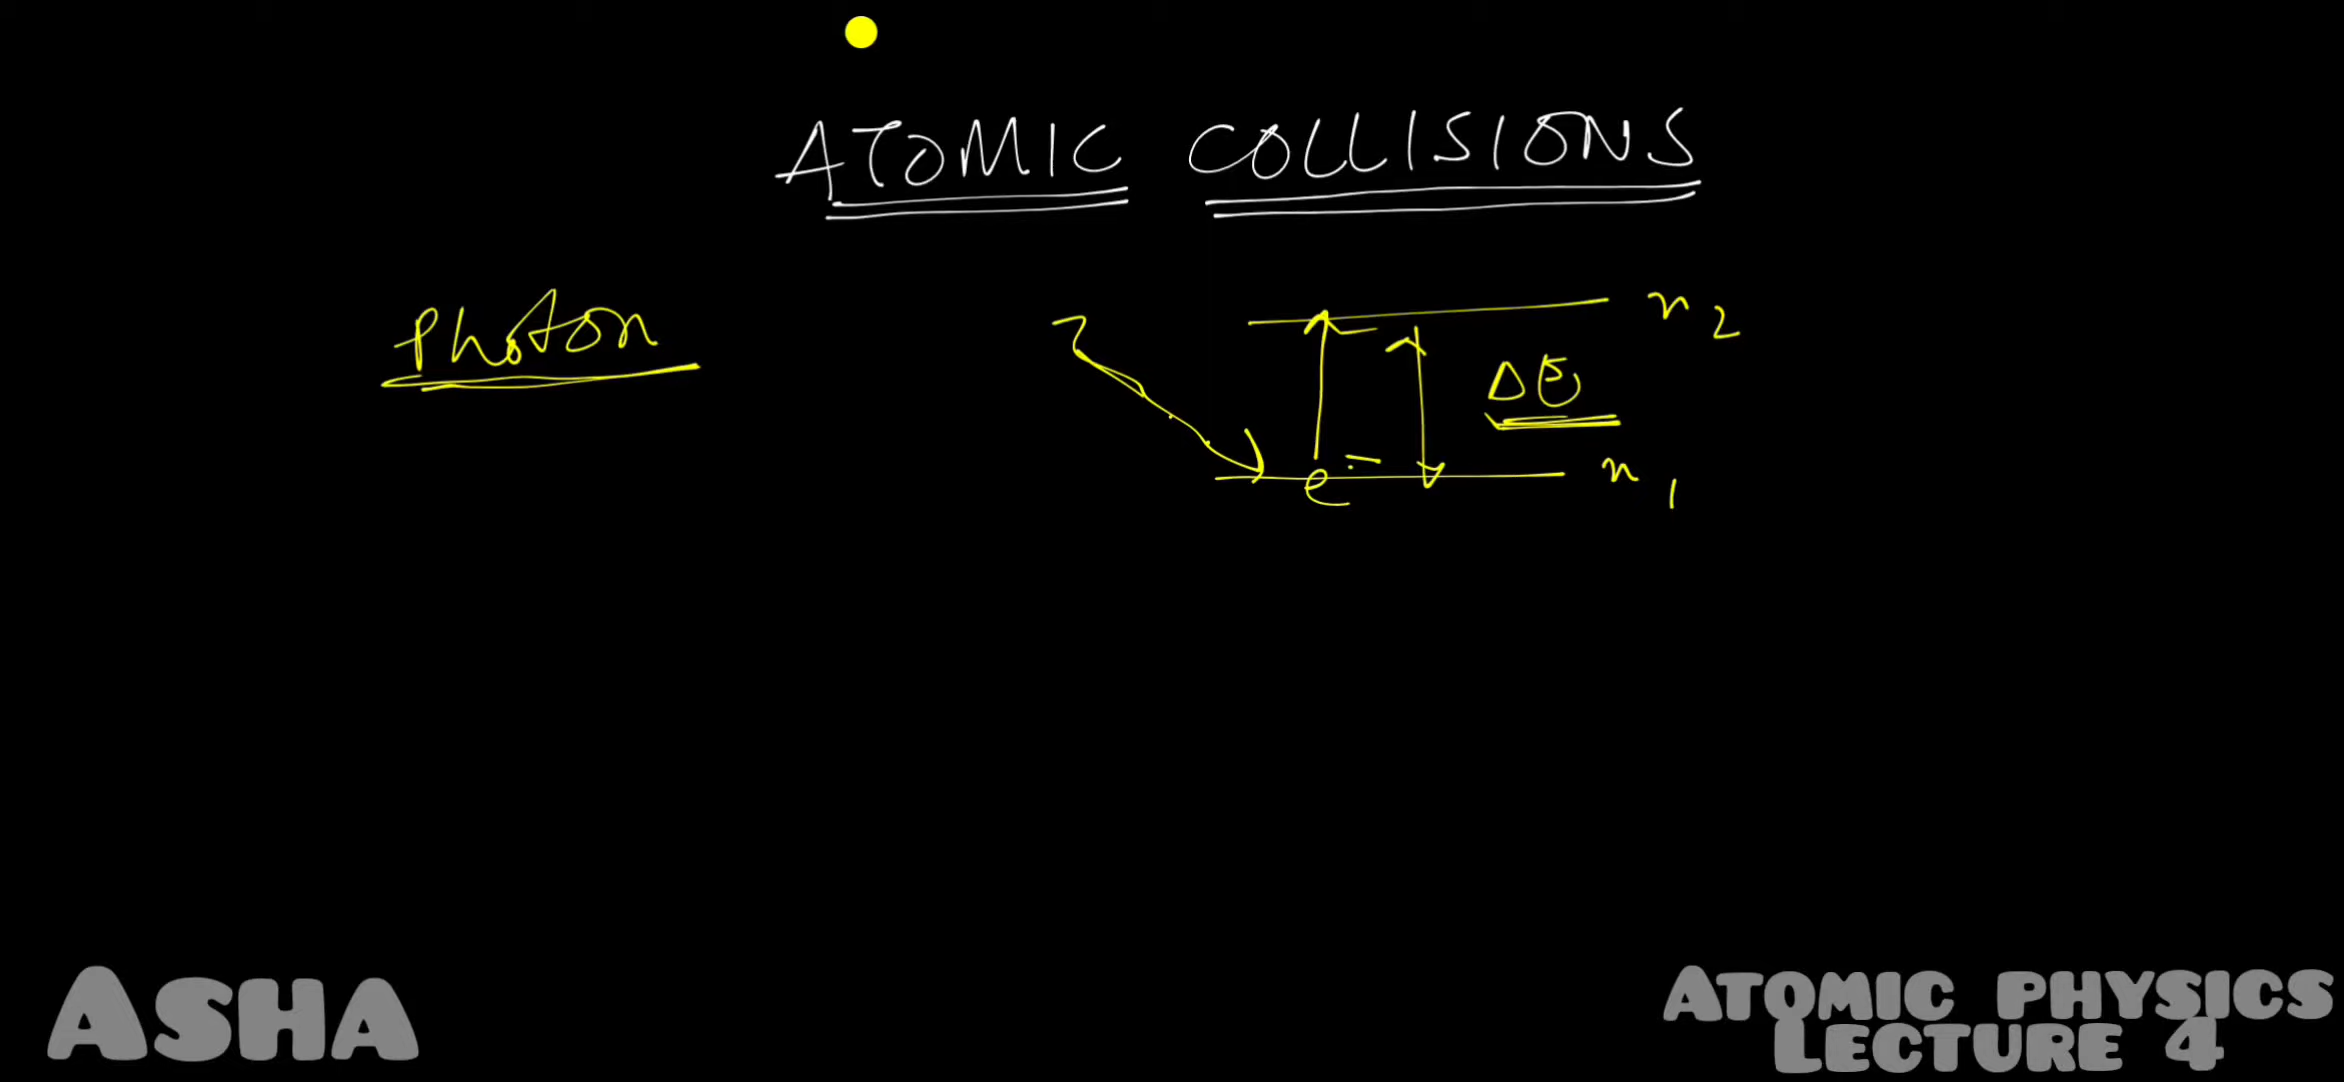 ATOMIC COLLISIONS
Photon
n2
ΔE
e-
n1
ASHA
ATOMIC PHYSICS
LECTURE 4